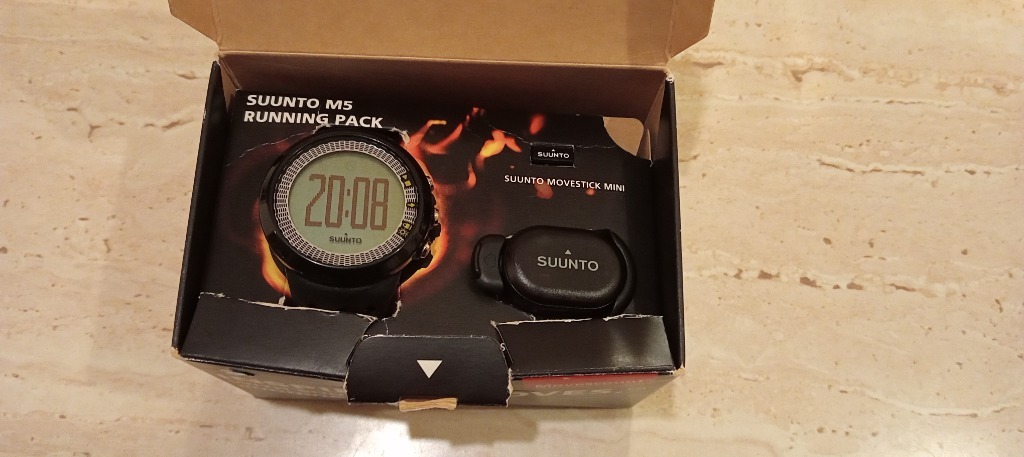 SUUNTO M5
RUNNING PACK
20:08
SUUNTO
SUUNTO
SUUNTO MOVESTICK MINI
SUUNTO